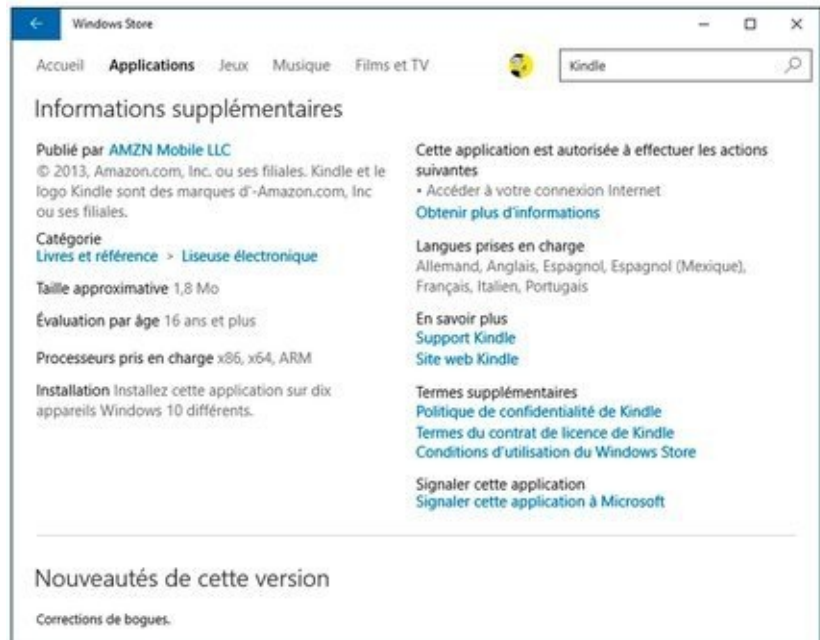 Windows Store
Accueil Applications Jeux Musique Films et TV
Kindle
Informations supplémentaires
Publié par AMZN Mobile LLC
© 2013, Amazon.com, Inc. ou ses filiales. Kindle et le
logo Kindle sont des marques d'-Amazon.com, Inc
ou ses filiales.
Catégorie
Livres et référence > Liseuse électronique
Taille approximative 1,8 Mo
Évaluation par âge 16 ans et plus
Processeurs pris en charge x86, x64, ARM
Installation Installez cette application sur dix
appareils Windows 10 différents.
Cette application est autorisée à effectuer les actions
suivantes
• Accéder à votre connexion Internet
Obtenir plus d'informations
Langues prises en charge
Allemand, Anglais, Espagnol, Espagnol (Mexique),
Français, Italien, Portugais
En savoir plus
Support Kindle
Site web Kindle
Termes supplémentaires
Politique de confidentialité de Kindle
Termes du contrat de licence de Kindle
Conditions d'utilisation du Windows Store
Signaler cette application
Signaler cette application à Microsoft
Nouveautés de cette version
Corrections de bogues.